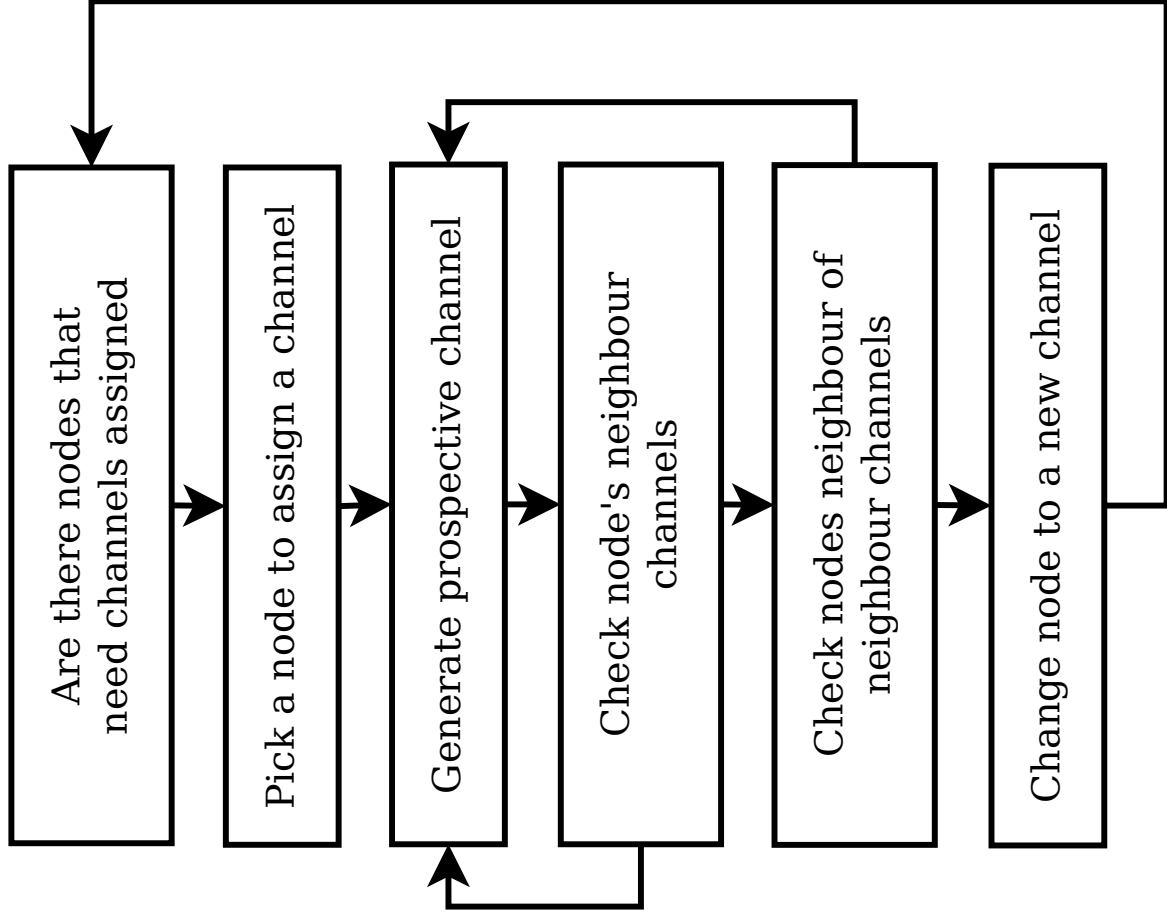 Are there nodes that
need channels assigned
Pick a node to assign a channel
Generate prospective channel
Check node's neighbour
channels
Check nodes neighbour of
neighbour channels
Change node to a new channel